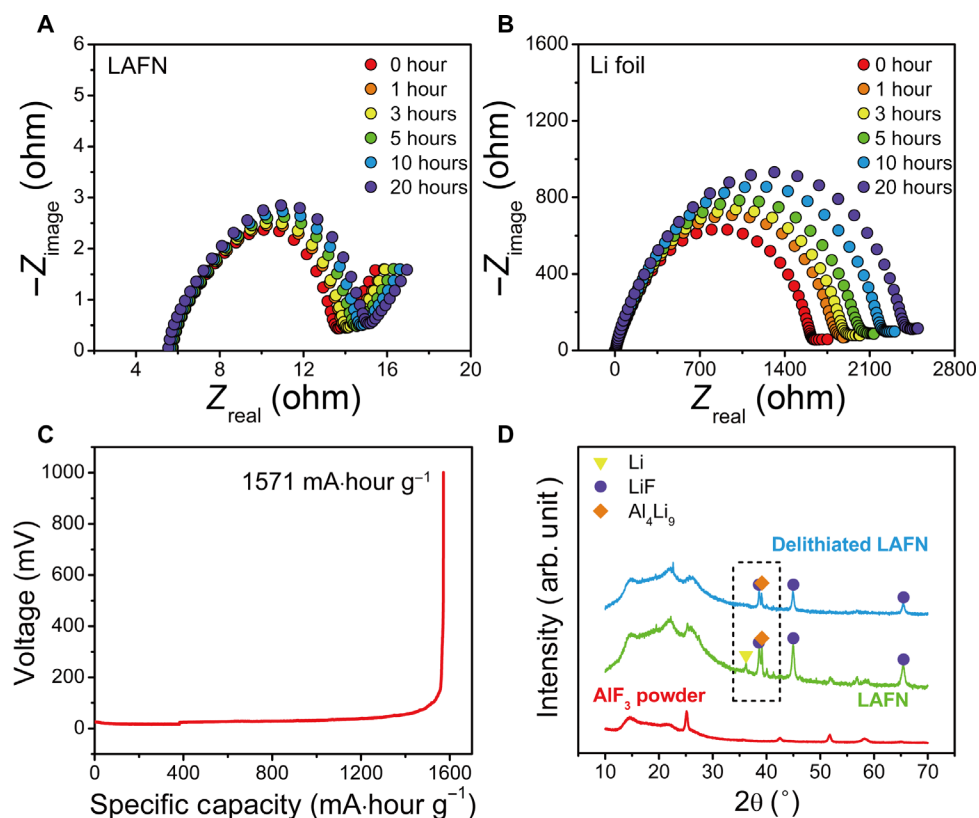 A
LAFN
0 hour
1 hour
3 hours
5 hours
10 hours
20 hours
6
5
4
3
2
1
0
4
8
12
16
20
–Z_image (ohm)
Z_real (ohm)
B
Li foil
0 hour
1 hour
3 hours
5 hours
10 hours
20 hours
1600
1200
800
400
0
0
700
1400
2100
2800
–Z_image (ohm)
Z_real (ohm)
C
1571 mA·hour g⁻¹
1000
800
600
400
200
0
0
400
800
1200
1600
Voltage (mV)
Specific capacity (mA·hour g⁻¹)
D
Li
LiF
Al₄Li₉
Delithiated LAFN
LAFN
AlF₃ powder
10
20
30
40
50
60
70
Intensity (arb. unit)
2θ (°)